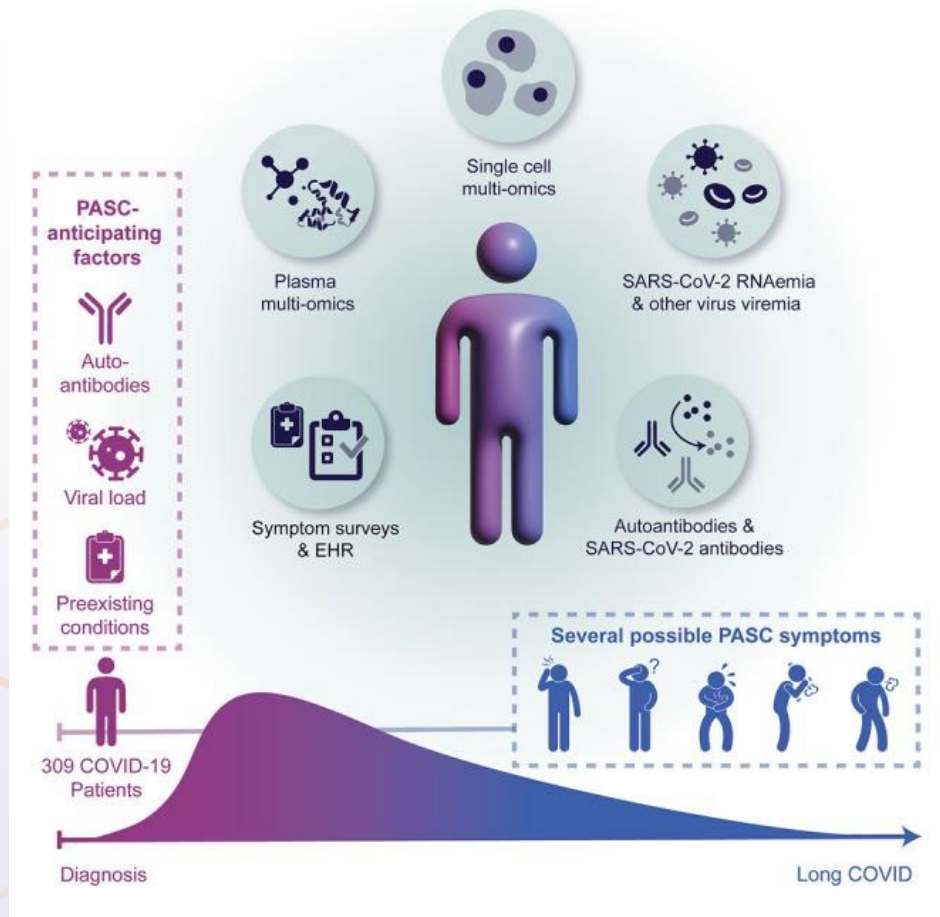 Single cell
multi-omics
PASC-
anticipating
factors
Plasma
multi-omics
SARS-CoV-2 RNAemia
& other virus viremia
Auto-
antibodies
Viral load
Symptom surveys
& EHR
Autoantibodies &
SARS-CoV-2 antibodies
Preexisting
conditions
Several possible PASC symptoms
?
309 COVID-19
Patients
Diagnosis
Long COVID